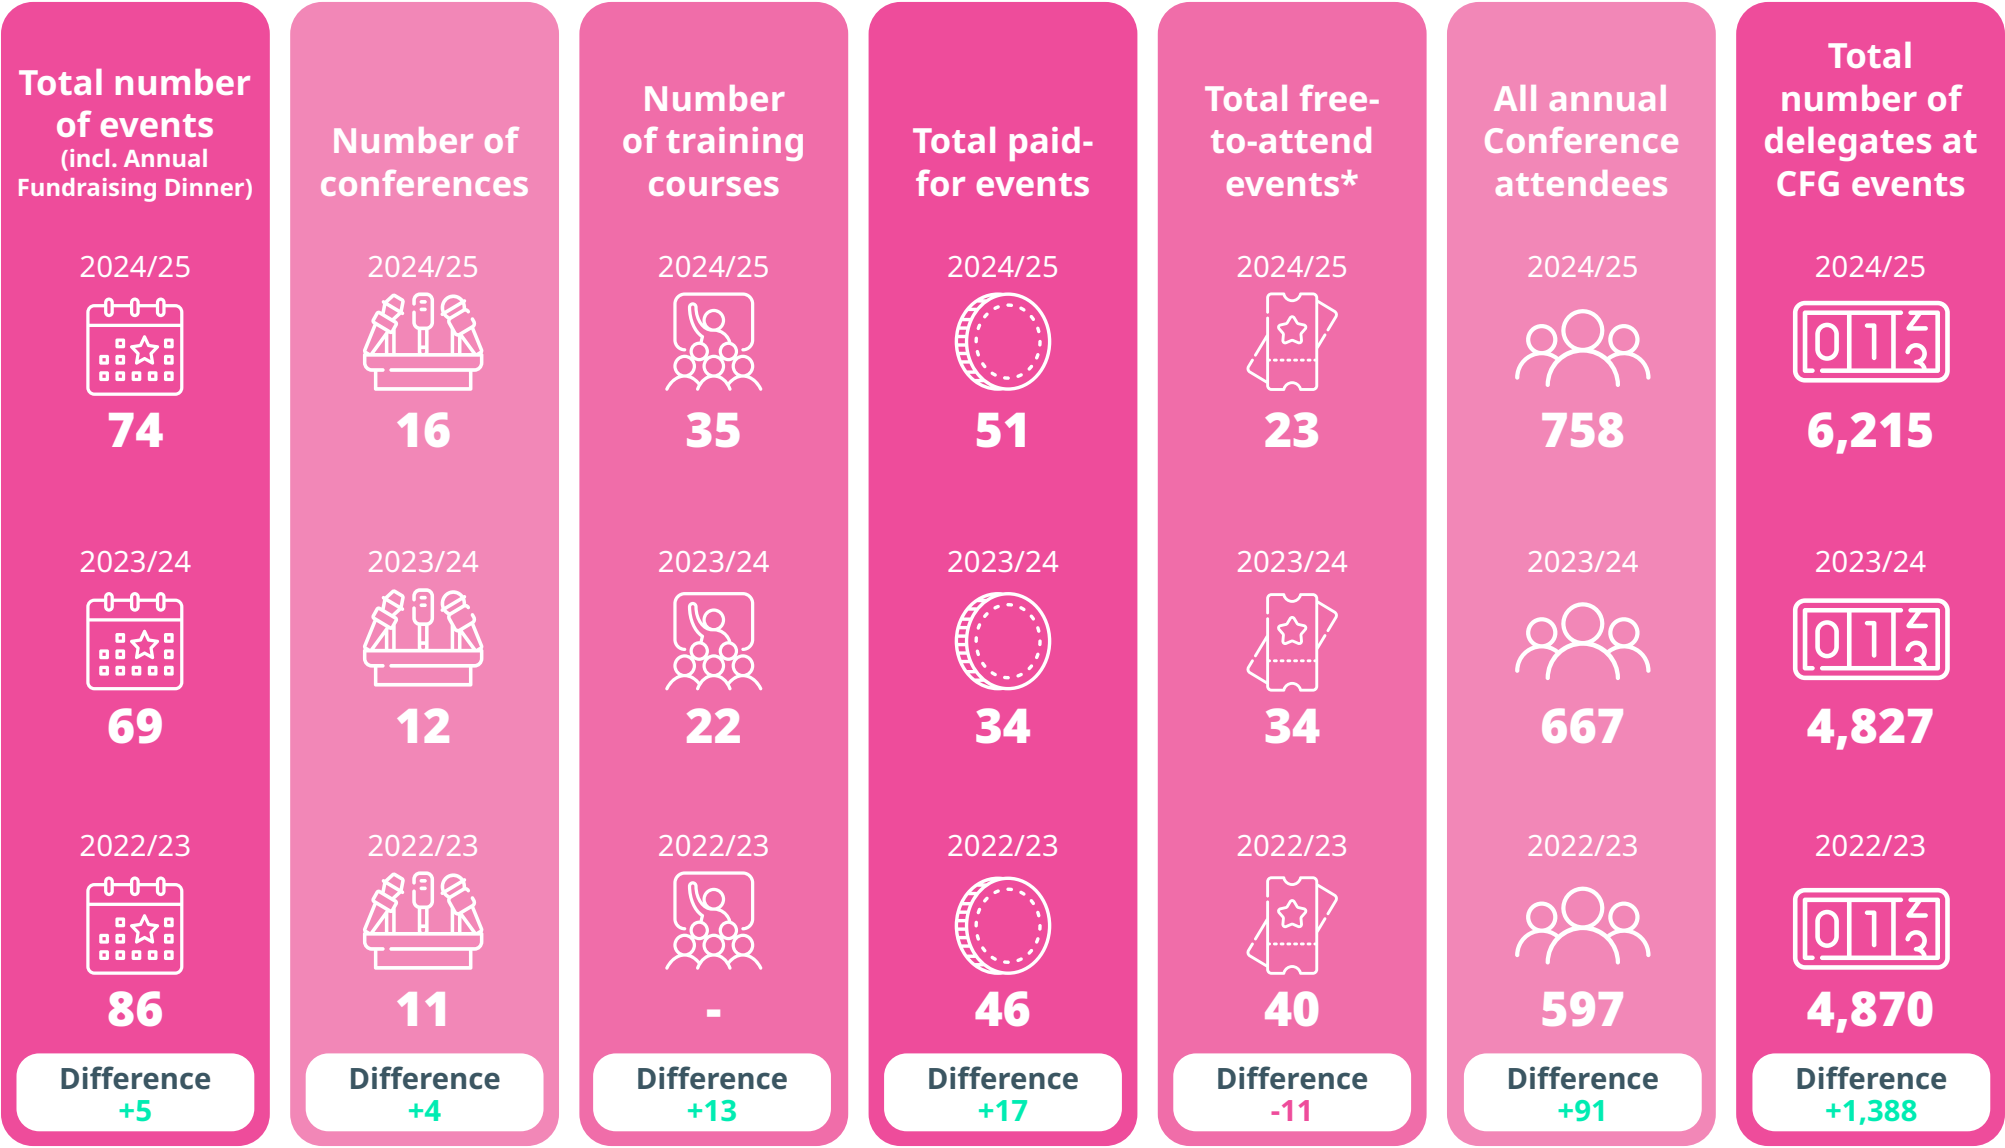 Total number
of events
(incl. Annual
Fundraising Dinner)
2024/25
74
2023/24
69
2022/23
86
Difference
+5
Number of
conferences
2024/25
16
2023/24
12
2022/23
11
Difference
+4
Number
of training
courses
2024/25
35
2023/24
22
2022/23
-
Difference
+13
Total paid-
for events
2024/25
51
2023/24
34
2022/23
46
Difference
+17
Total free-
to-attend
events*
2024/25
23
2023/24
34
2022/23
40
Difference
-11
All annual
Conference
attendees
2024/25
758
2023/24
667
2022/23
597
Difference
+91
Total
number of
delegates at
CFG events
2024/25
6,215
2023/24
4,827
2022/23
4,870
Difference
+1,388